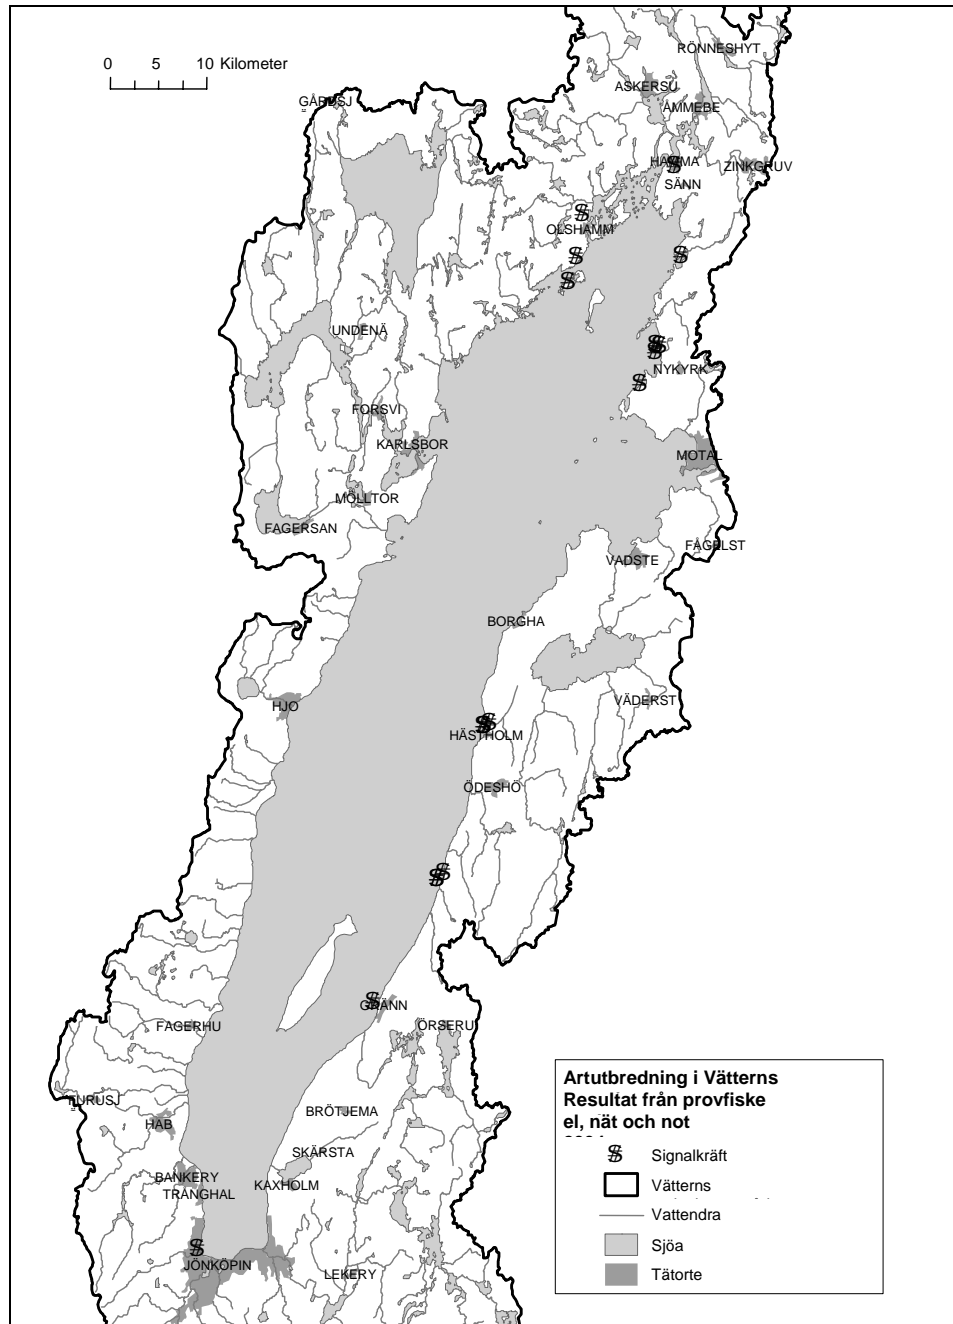 0 5 10 Kilometer
RÖNNESHYT
ASKERSU
ÅMMEBE
GÅRDSJ
HAMMA
ZINKGRUV
SÄNN
OLSHAMM
UNDENÄ
NYKYRK
FORSVI
KARLSBOR
MOTAL
MÖLLTOR
FAGERSAN
FÅGELST
VADSTE
BORGHA
VÄDERST
HJO
HÄSTHOLM
ÖDESHÖ
GRÄNN
FAGERHU
ÖRSERU
FURUSJ
BRÖTJEMA
HAB
SKÄRSTA
BANKERY
KAXHOLM
TRÅNGHAL
JÖNKÖPIN
LEKERY
Artutbredning i Vätterns
Resultat från provfiske
el, nät och not
Signalkräft
Vätterns
Vattendra
Sjöa
Tätorte